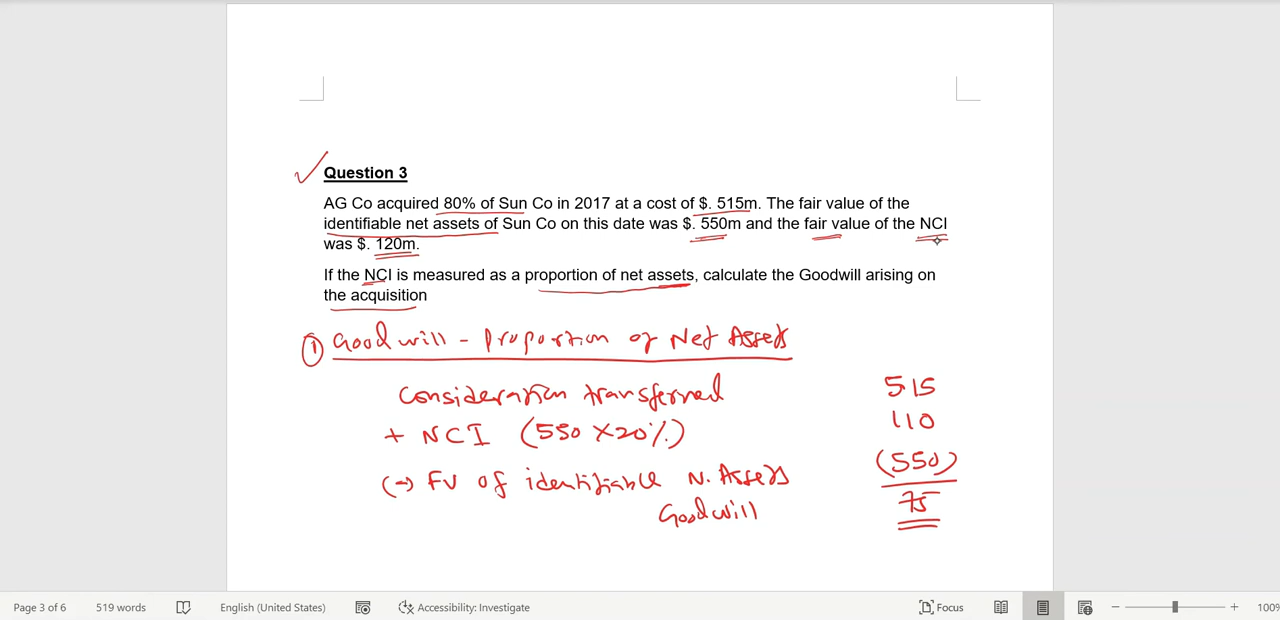 Question 3
AG Co acquired 80% of Sun Co in 2017 at a cost of $. 515m. The fair value of the
identifiable net assets of Sun Co on this date was $. 550m and the fair value of the NCI
was $. 120m.
If the NCI is measured as a proportion of net assets, calculate the Goodwill arising on
the acquisition
① Goodwill - Proportion of Net Assets
Consideration transferred 515
+ NCI (550 X 20%) 110
(-) FV of identifiable N. Assets (550)
Goodwill 75
Page 3 of 6 519 words English (United States) Accessibility: Investigate Focus − + 100%